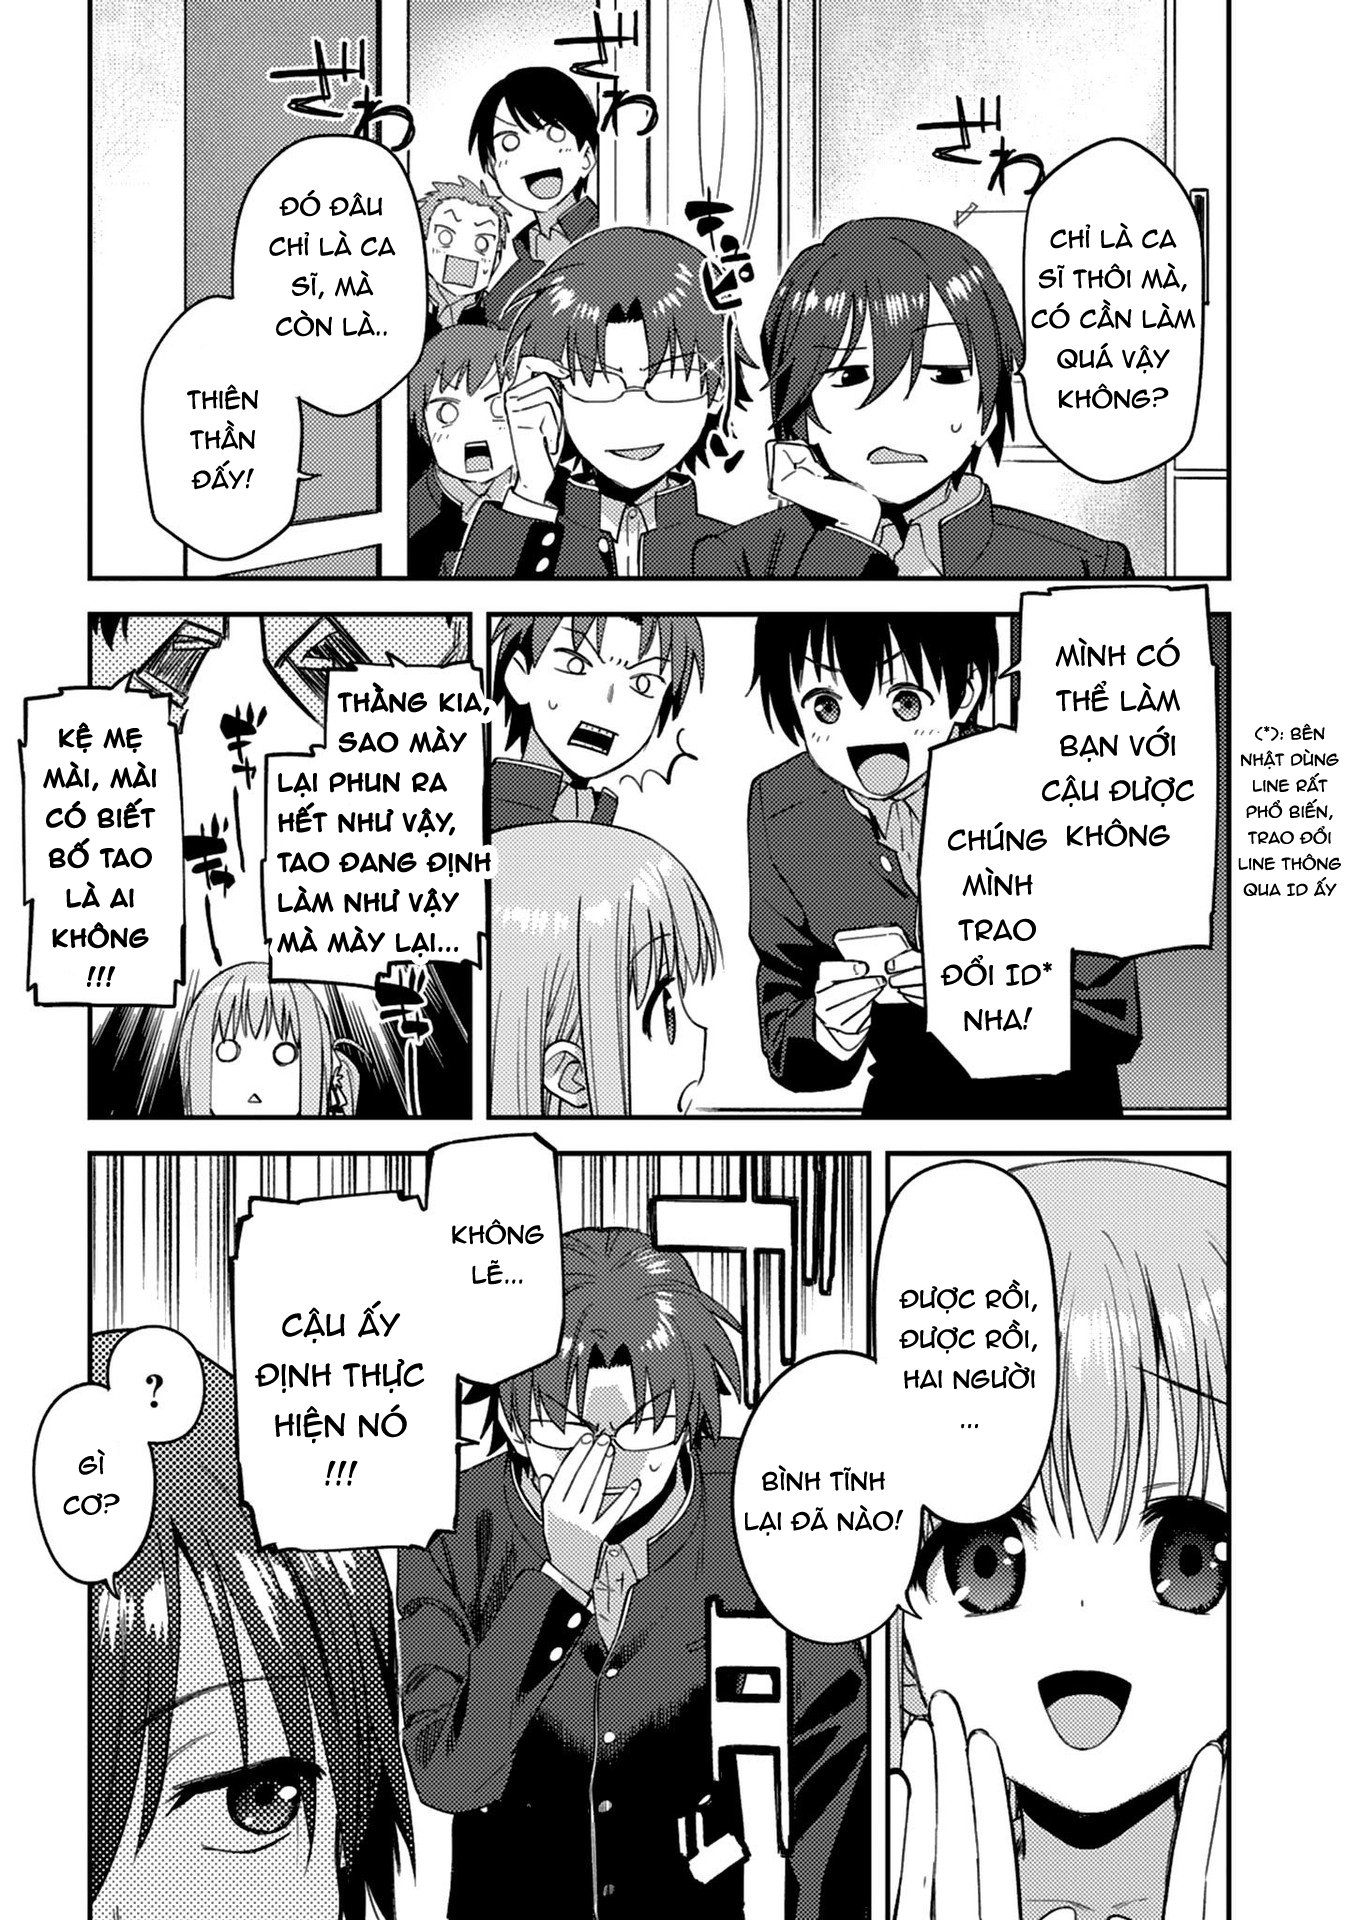 ざわ
ざわ
ざわ
CHỈ LÀ CA
SĨ THÔI MÀ,
CÓ CẦN LÀM
QUÁ VẬY
KHÔNG?
ĐÓ ĐÂU
CHỈ LÀ CA
SĨ, MÀ
CÒN LÀ..
THIÊN
THẦN
ĐẤY!
MÌNH CÓ
THỂ LÀM
BẠN VỚI
CẬU ĐƯỢC
KHÔNG
CHÚNG
MÌNH
TRAO
ĐỔI ID*
NHA!
(*): BÊN
NHẬT DÙNG
LINE RẤT
PHỔ BIẾN,
TRAO ĐỔI
LINE THÔNG
QUA ID ẤY
THẰNG KIA,
SAO MÀY
LẠI PHUN RA
HẾT NHƯ VẬY,
TAO ĐANG ĐỊNH
LÀM NHƯ VẬY
MÀ MÀY LẠI...
KỆ MẸ
MÀI, MÀI
CÓ BIẾT
BỐ TAO
LÀ AI
KHÔNG
!!!
ĐƯỢC RỒI,
ĐƯỢC RỒI,
HAI NGƯỜI
...
BÌNH TĨNH
LẠI ĐÃ NÀO!
KHÔNG
LẼ...
CẬU ẤY
ĐỊNH THỰC
HIỆN NÓ
!!!
?
GÌ
CƠ?